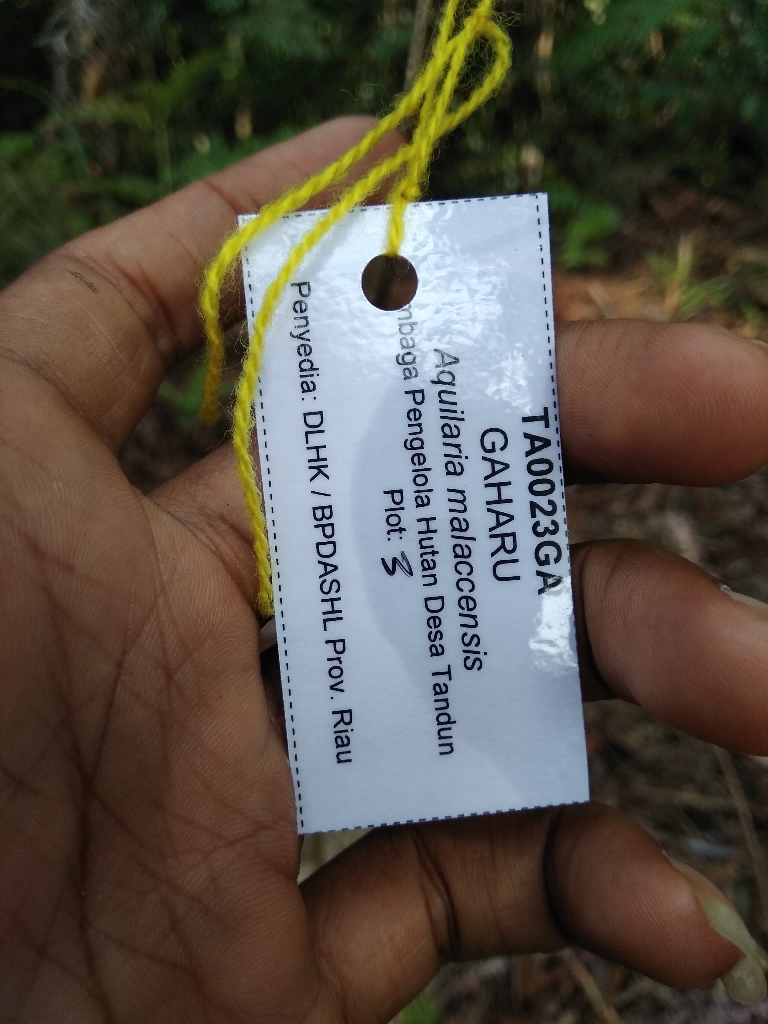 TA0023GA
GAHARU
Aquilaria malaccensis
mbaga Pengelola Hutan Desa Tandun
Plot: 3
Penyedia: DLHK / BPDASHL Prov. Riau